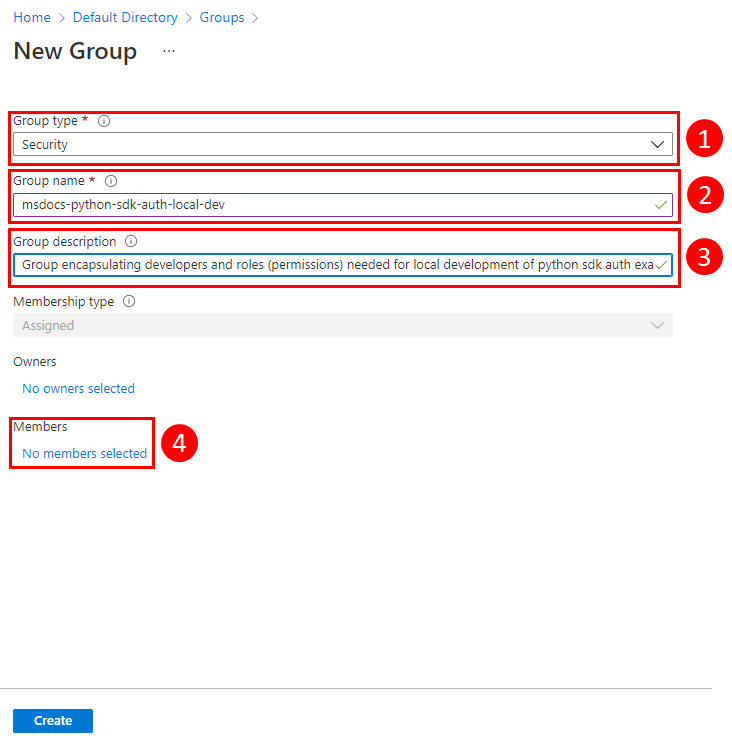 Home > Default Directory > Groups >
New Group ...
Group type *
Security
1
Group name *
msdocs-python-sdk-auth-local-dev
2
Group description
Group encapsulating developers and roles (permissions) needed for local development of python sdk auth exa
3
Membership type
Assigned
Owners
No owners selected
Members
No members selected
4
Create